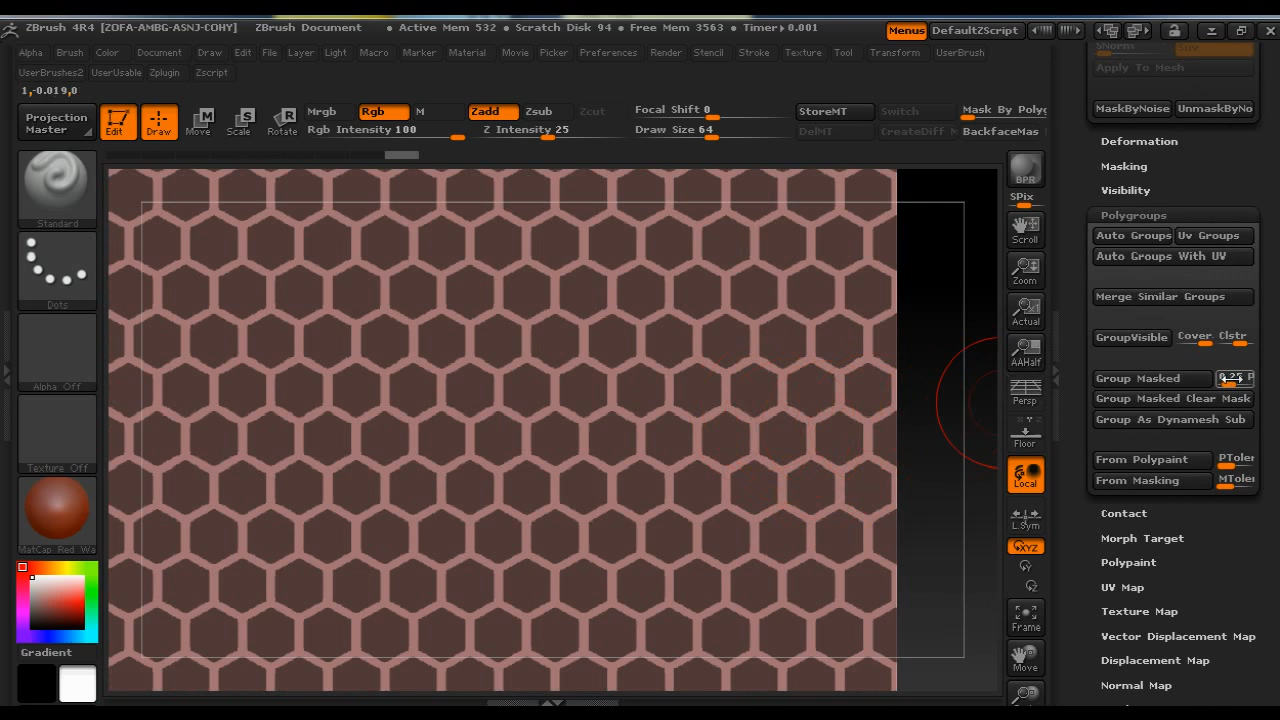 ZBrush 4R4 [ZOFA-AMBG-ASNJ-COHY] ZBrush Document • Active Mem 532 • Scratch Disk 94 • Free Mem 3563 • Timer▸0.001 Menus DefaultZScript
Alpha Brush Color Document Draw Edit File Layer Light Macro Marker Material Movie Picker Preferences Render Stencil Stroke Texture Tool Transform UserBrush
UserBrushes2 UserUsable Zplugin Zscript
1,-0.019,0
Projection Master
Edit Draw Move Scale Rotate
Mrgb Rgb M Zadd Zsub Zcut
Rgb Intensity 100 Z Intensity 25
Focal Shift 0
Draw Size 64
StoreMT Switch Mask By Polyg
DelMT CreateDiff M BackfaceMas
Standard
Dots
Alpha Off
Texture Off
MatCap Red Wa
Gradient
BPR
SPix
Scroll
Zoom
Actual
AAHalf
Persp
Floor
Local
L.Sym
XYZ
Y
Z
Frame
Move
SNorm Suv
Apply To Mesh
MaskByNoise UnmaskByNo
Deformation
Masking
Visibility
Polygroups
Auto Groups Uv Groups
Auto Groups With UV
Merge Similar Groups
GroupVisible Cover Clstr
Group Masked 0.25 P
Group Masked Clear Mask
Group As Dynamesh Sub
From Polypaint PToler
From Masking MToler
Contact
Morph Target
Polypaint
UV Map
Texture Map
Vector Displacement Map
Displacement Map
Normal Map